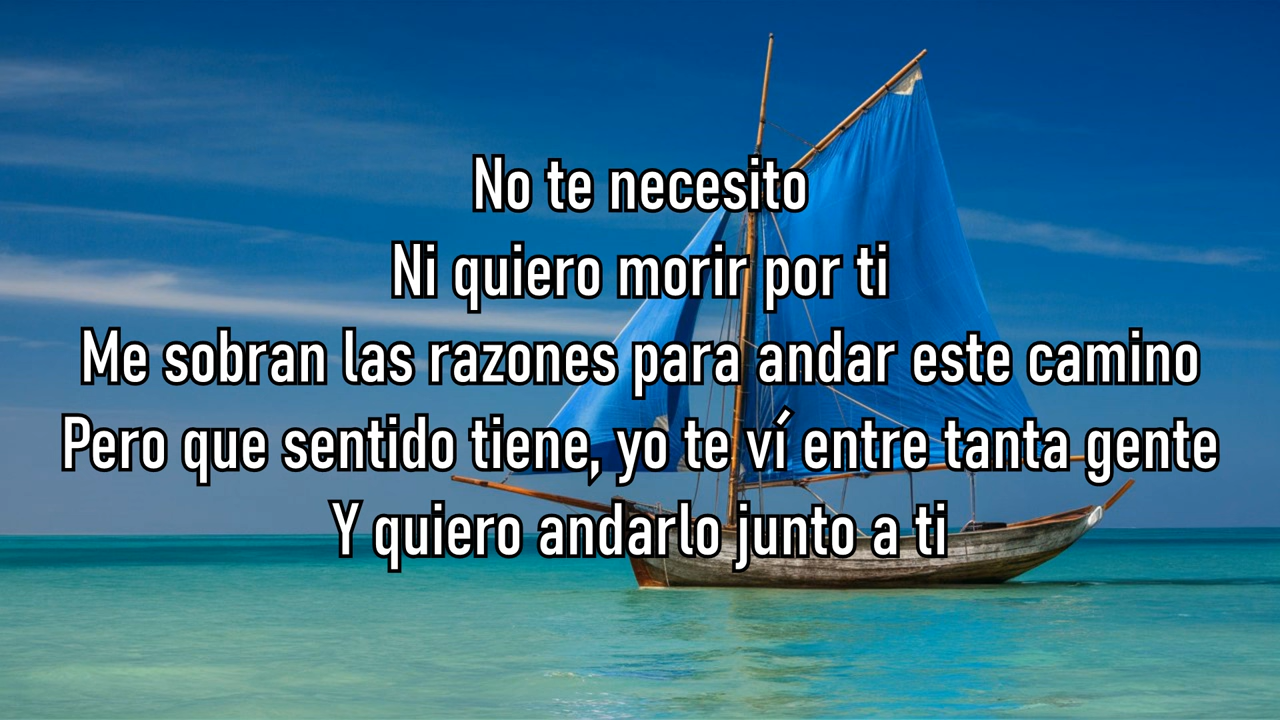 No te necesito
Ni quiero morir por ti
Me sobran las razones para andar este camino
Pero que sentido tiene, yo te ví entre tanta gente
Y quiero andarlo junto a ti